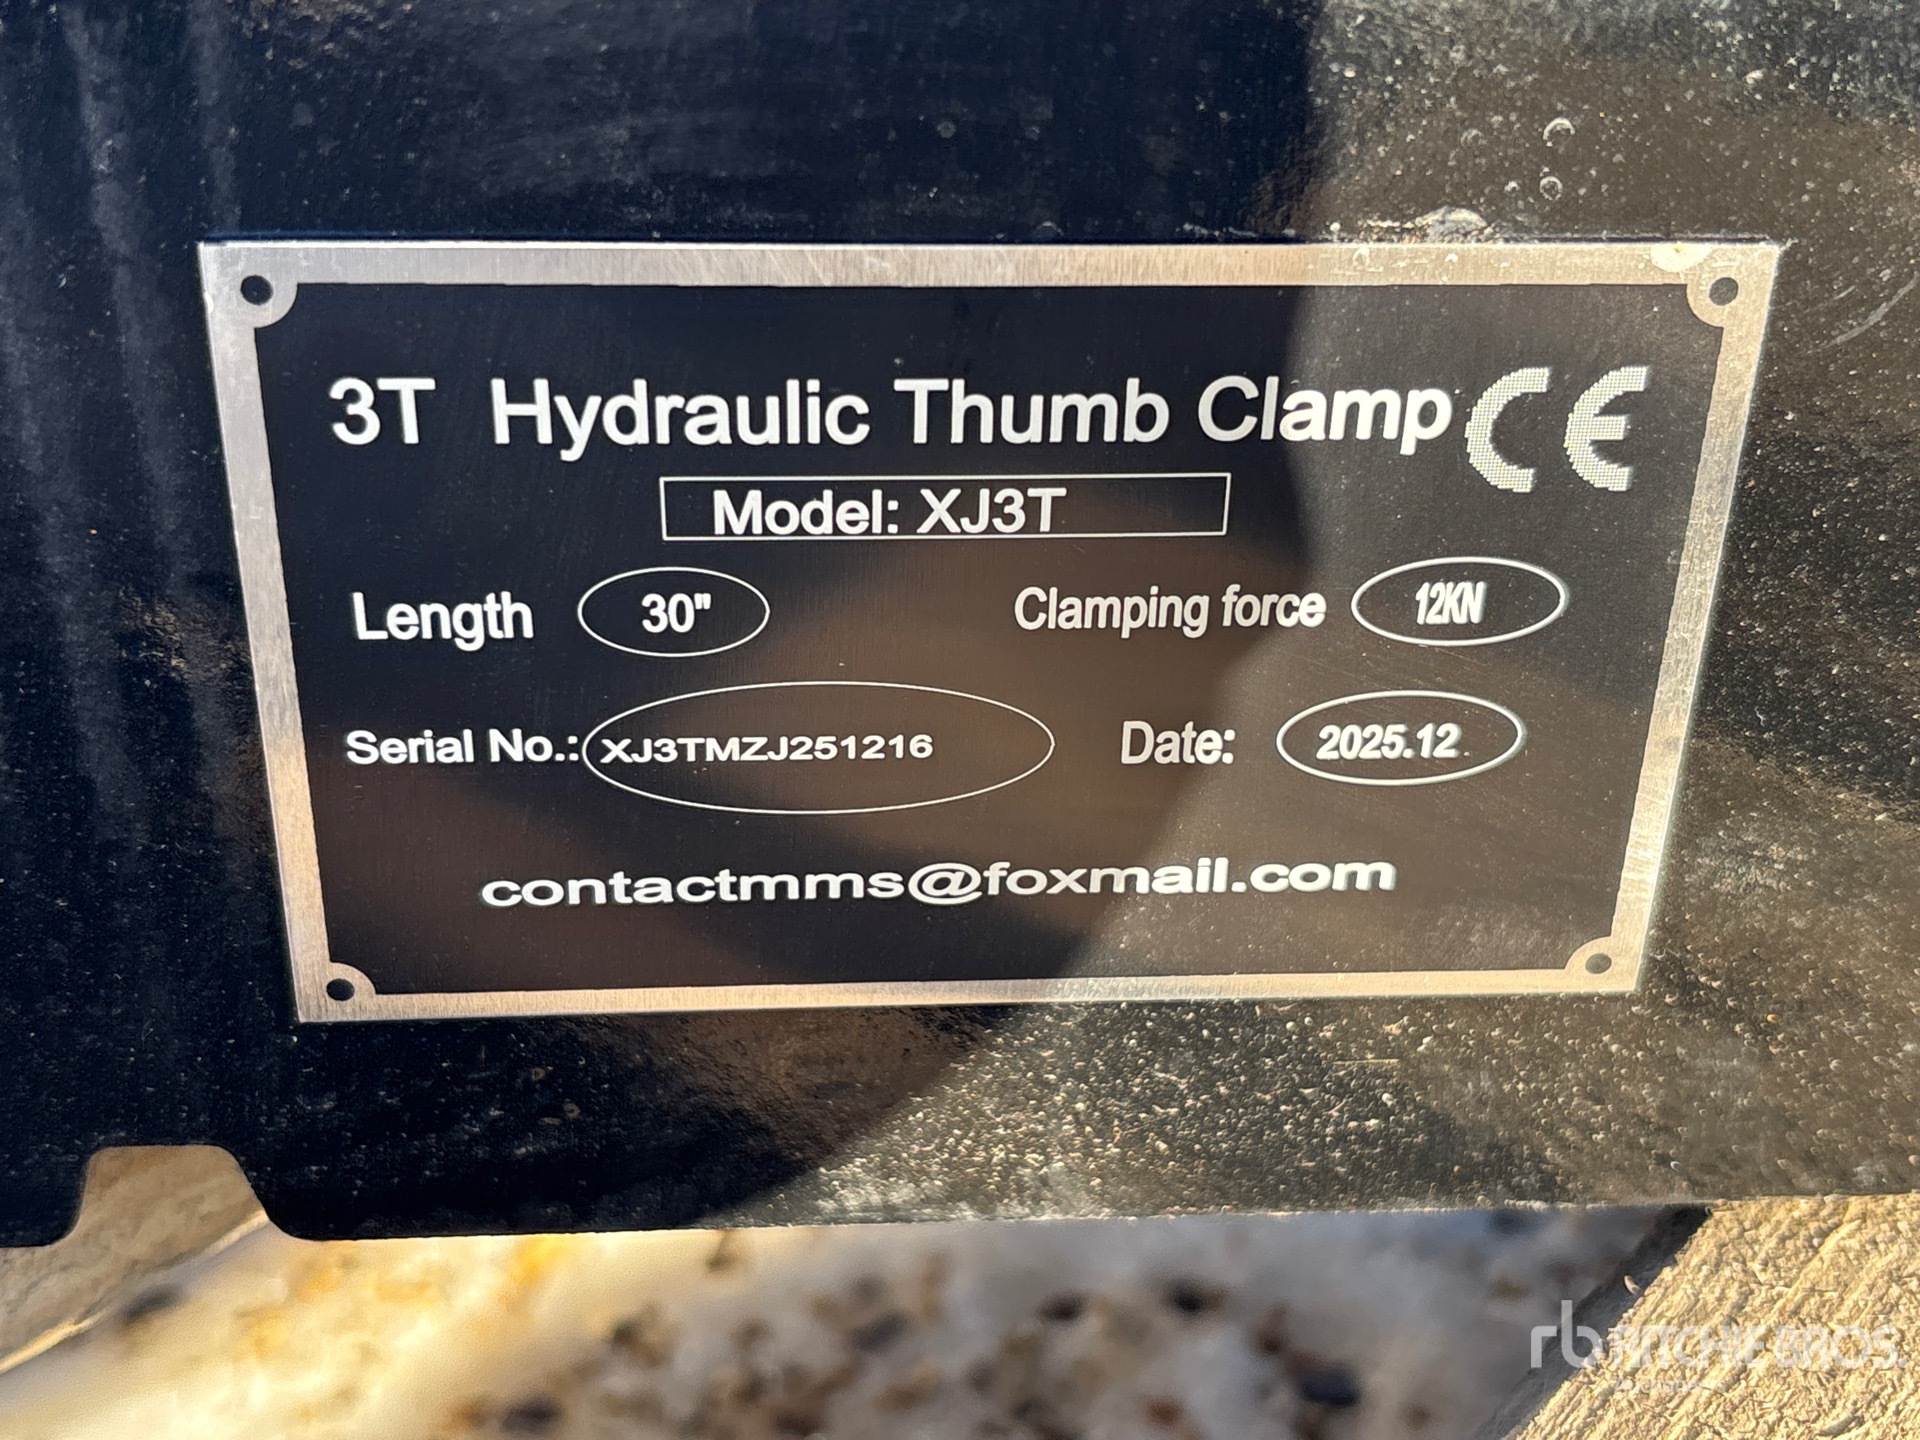 3T Hydraulic Thumb Clamp CE
Model: XJ3T
Length 30" Clamping force 12KN
Serial No.: XJ3TMZJ251216 Date: 2025.12.
contactmms@foxmail.com
rb RITCHIE BROS.